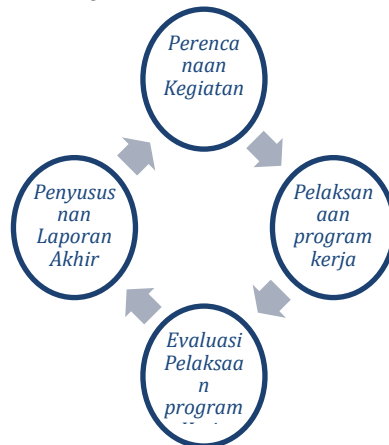 Perenca
naan
Kegiatan
Pelaksan
aan
program
kerja
Evaluasi
Pelaksaa
n
program
Penyusus
nan
Laporan
Akhir